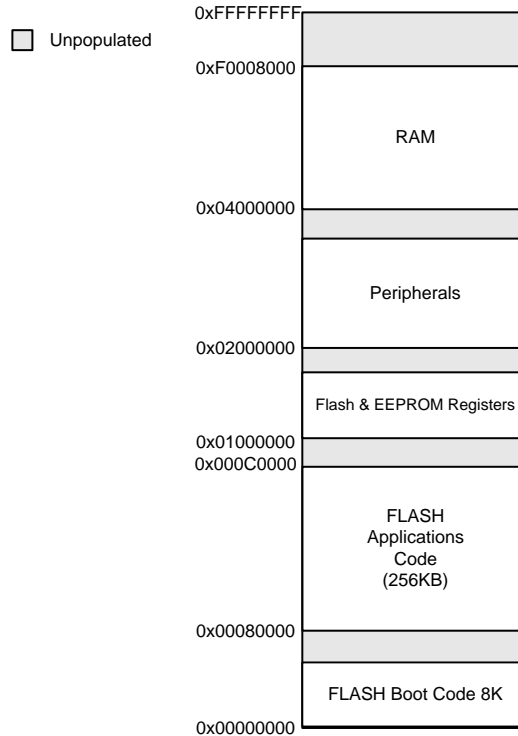 0xFFFFFFFF
Unpopulated
0xF0008000
RAM
0x04000000
Peripherals
0x02000000
Flash & EEPROM Registers
0x01000000
0x000C0000
FLASH
Applications
Code
(256KB)
0x00080000
FLASH Boot Code 8K
0x00000000